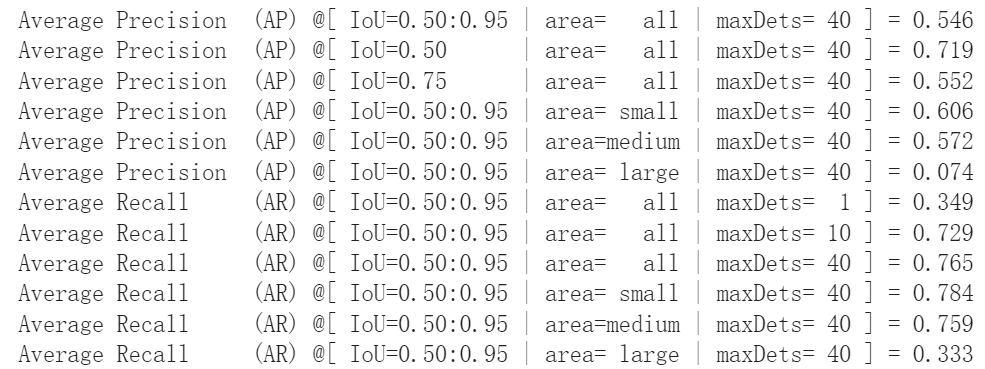 Average Precision  (AP) @[ IoU=0.50:0.95 | area=   all | maxDets= 40 ] = 0.546
Average Precision  (AP) @[ IoU=0.50      | area=   all | maxDets= 40 ] = 0.719
Average Precision  (AP) @[ IoU=0.75      | area=   all | maxDets= 40 ] = 0.552
Average Precision  (AP) @[ IoU=0.50:0.95 | area= small | maxDets= 40 ] = 0.606
Average Precision  (AP) @[ IoU=0.50:0.95 | area=medium | maxDets= 40 ] = 0.572
Average Precision  (AP) @[ IoU=0.50:0.95 | area= large | maxDets= 40 ] = 0.074
Average Recall     (AR) @[ IoU=0.50:0.95 | area=   all | maxDets=  1 ] = 0.349
Average Recall     (AR) @[ IoU=0.50:0.95 | area=   all | maxDets= 10 ] = 0.729
Average Recall     (AR) @[ IoU=0.50:0.95 | area=   all | maxDets= 40 ] = 0.765
Average Recall     (AR) @[ IoU=0.50:0.95 | area= small | maxDets= 40 ] = 0.784
Average Recall     (AR) @[ IoU=0.50:0.95 | area=medium | maxDets= 40 ] = 0.759
Average Recall     (AR) @[ IoU=0.50:0.95 | area= large | maxDets= 40 ] = 0.333